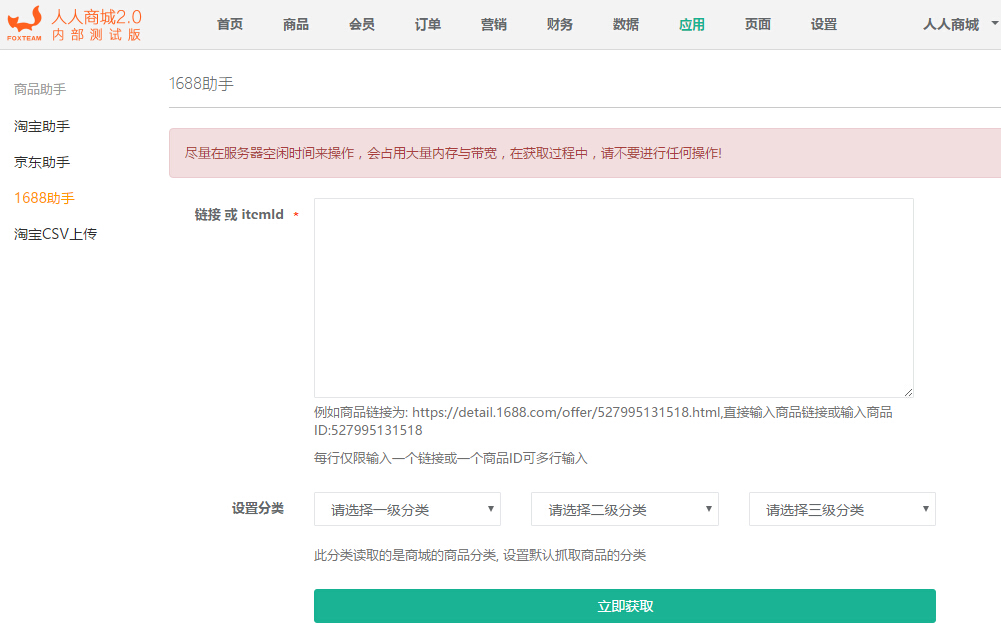 人人商城2.0
FOXTEAM 内部测试版
首页 商品 会员 订单 营销 财务 数据 应用 页面 设置 人人商城
商品助手
淘宝助手
京东助手
1688助手
淘宝CSV上传
1688助手
尽量在服务器空闲时间来操作，会占用大量内存与带宽，在获取过程中，请不要进行任何操作!
链接 或 itemId *
例如商品链接为: https://detail.1688.com/offer/527995131518.html,直接输入商品链接或输入商品
ID:527995131518
每行仅限输入一个链接或一个商品ID可多行输入
设置分类 请选择一级分类 请选择二级分类 请选择三级分类
此分类读取的是商城的商品分类, 设置默认抓取商品的分类
立即获取